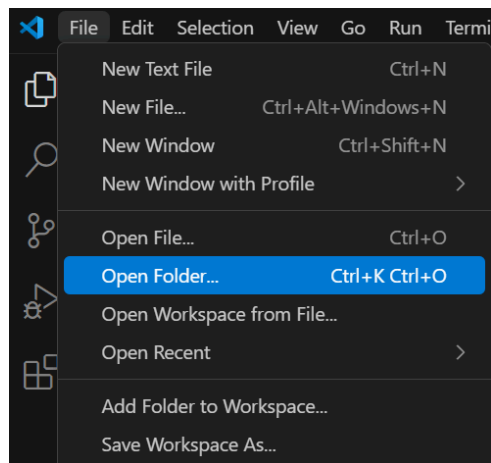 File Edit Selection View Go Run Termi
New Text File Ctrl+N
New File... Ctrl+Alt+Windows+N
New Window Ctrl+Shift+N
New Window with Profile
Open File... Ctrl+O
Open Folder... Ctrl+K Ctrl+O
Open Workspace from File...
Open Recent
Add Folder to Workspace...
Save Workspace As...